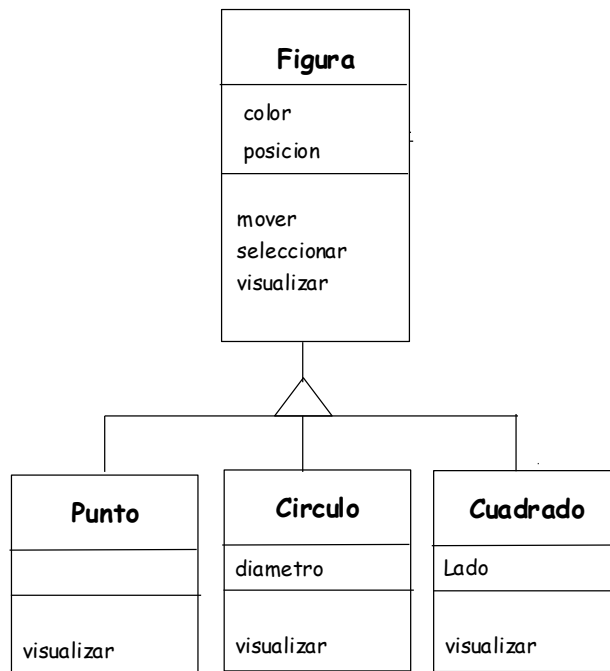 Figura
color
posicion
mover
seleccionar
visualizar
Punto
visualizar
Circulo
diametro
visualizar
Cuadrado
Lado
visualizar